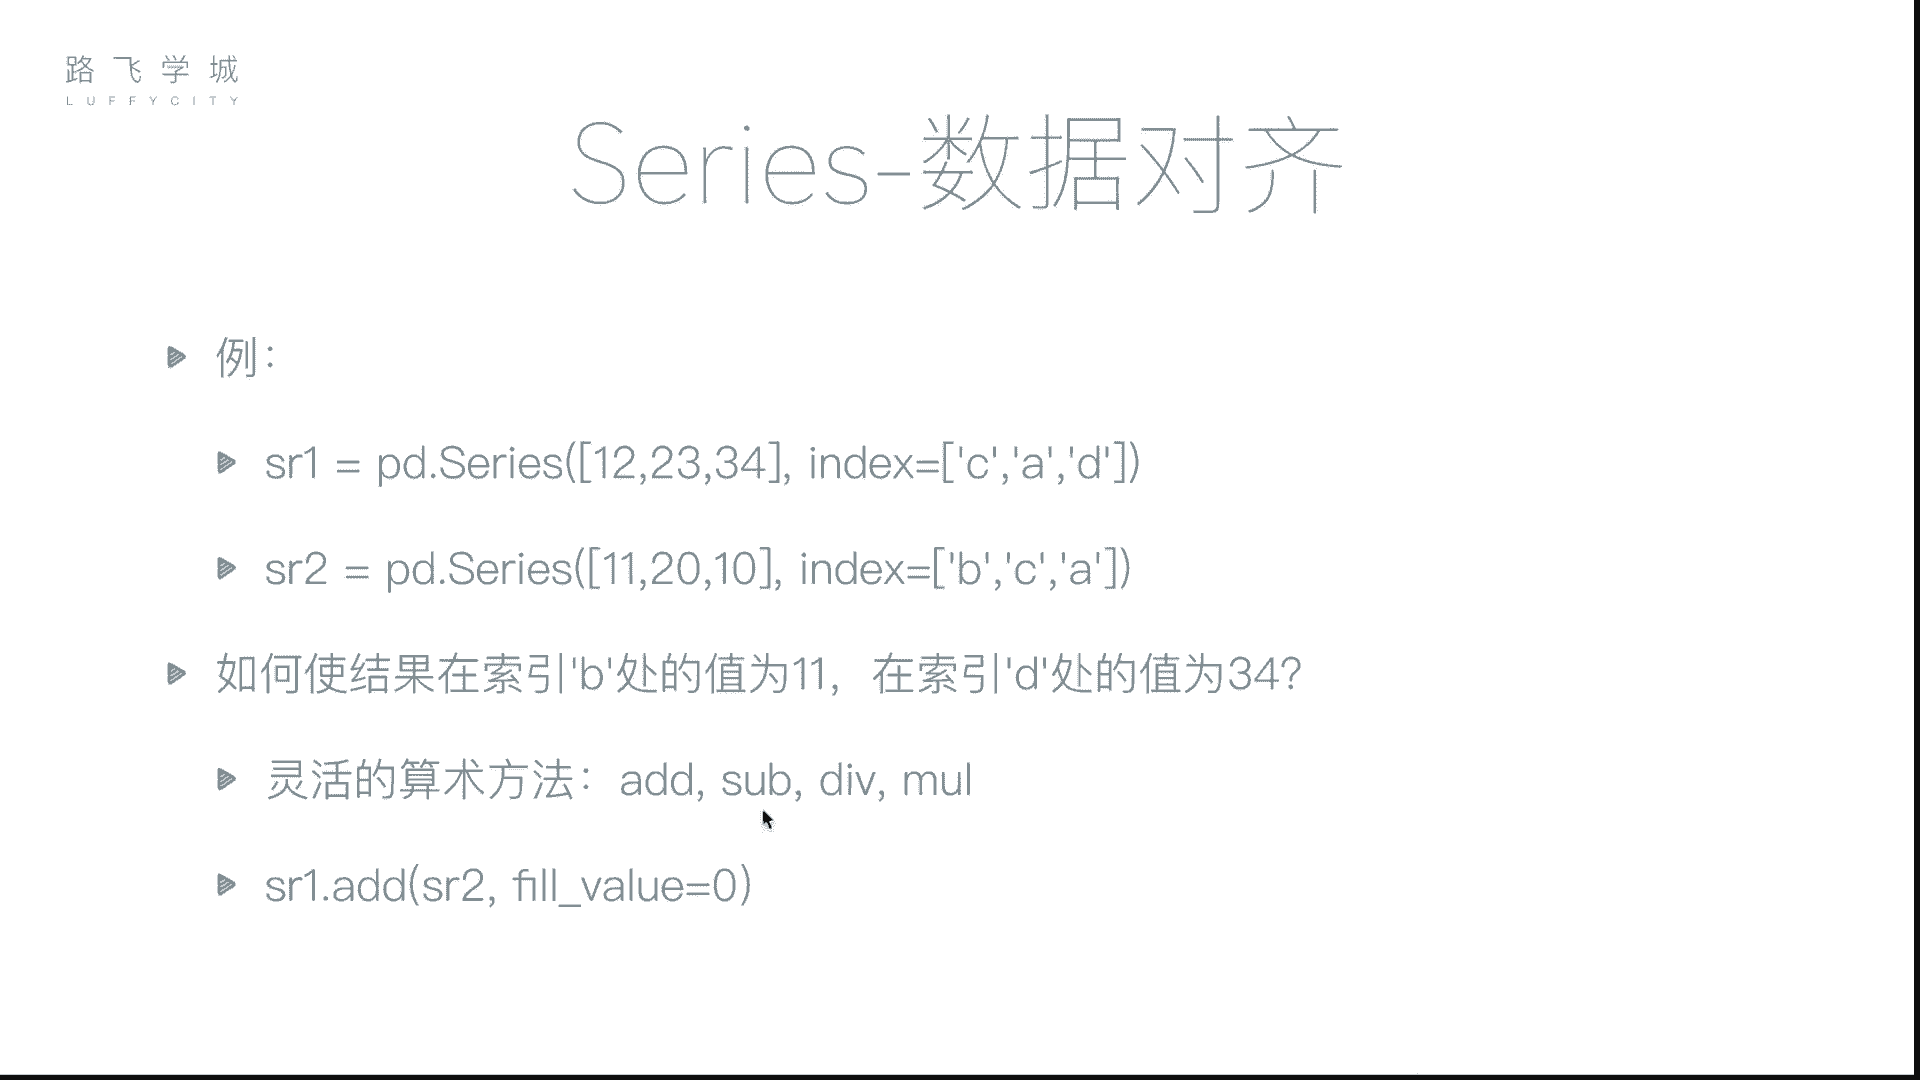 路飞学城
LUFFYCITY
Series-数据对齐
例：
sr1 = pd.Series([12,23,34], index=['c','a','d'])
sr2 = pd.Series([11,20,10], index=['b','c','a'])
如何使结果在索引'b'处的值为11，在索引'd'处的值为34？
灵活的算术方法：add, sub, div, mul
sr1.add(sr2, fill_value=0)